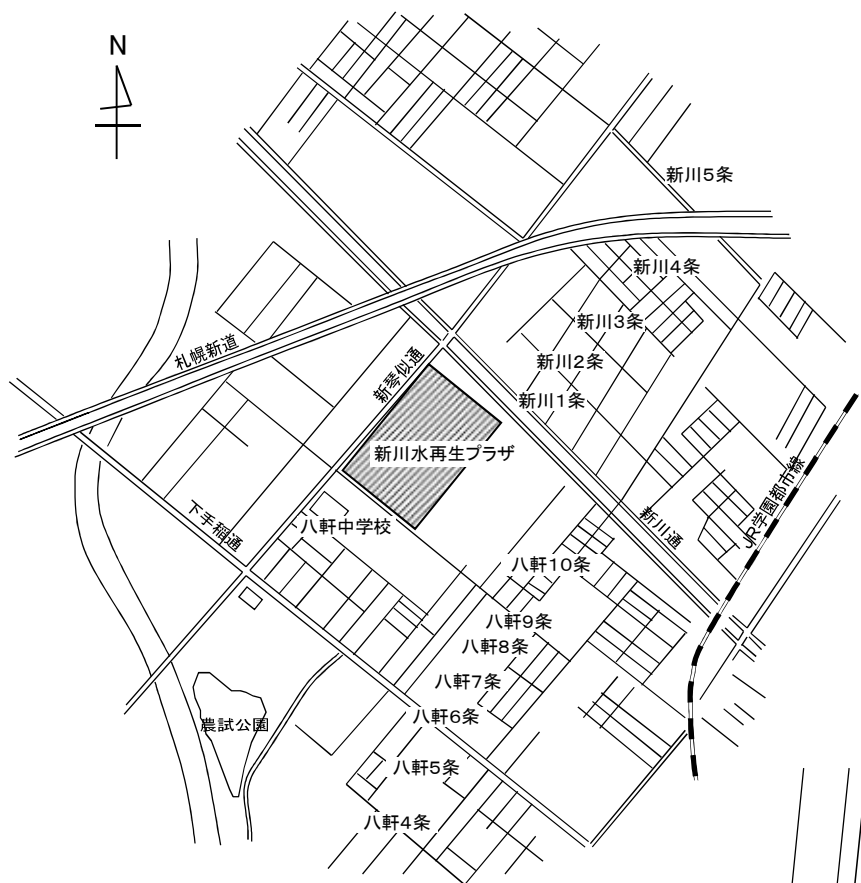 N
新川5条
新川4条
新川3条
札幌新道
新琴似通
新川2条
新川1条
新川水再生プラザ
JR学園都市線
下手稲通
八軒中学校
新川通
八軒10条
八軒9条
八軒8条
八軒7条
農試公園
八軒6条
八軒5条
八軒4条